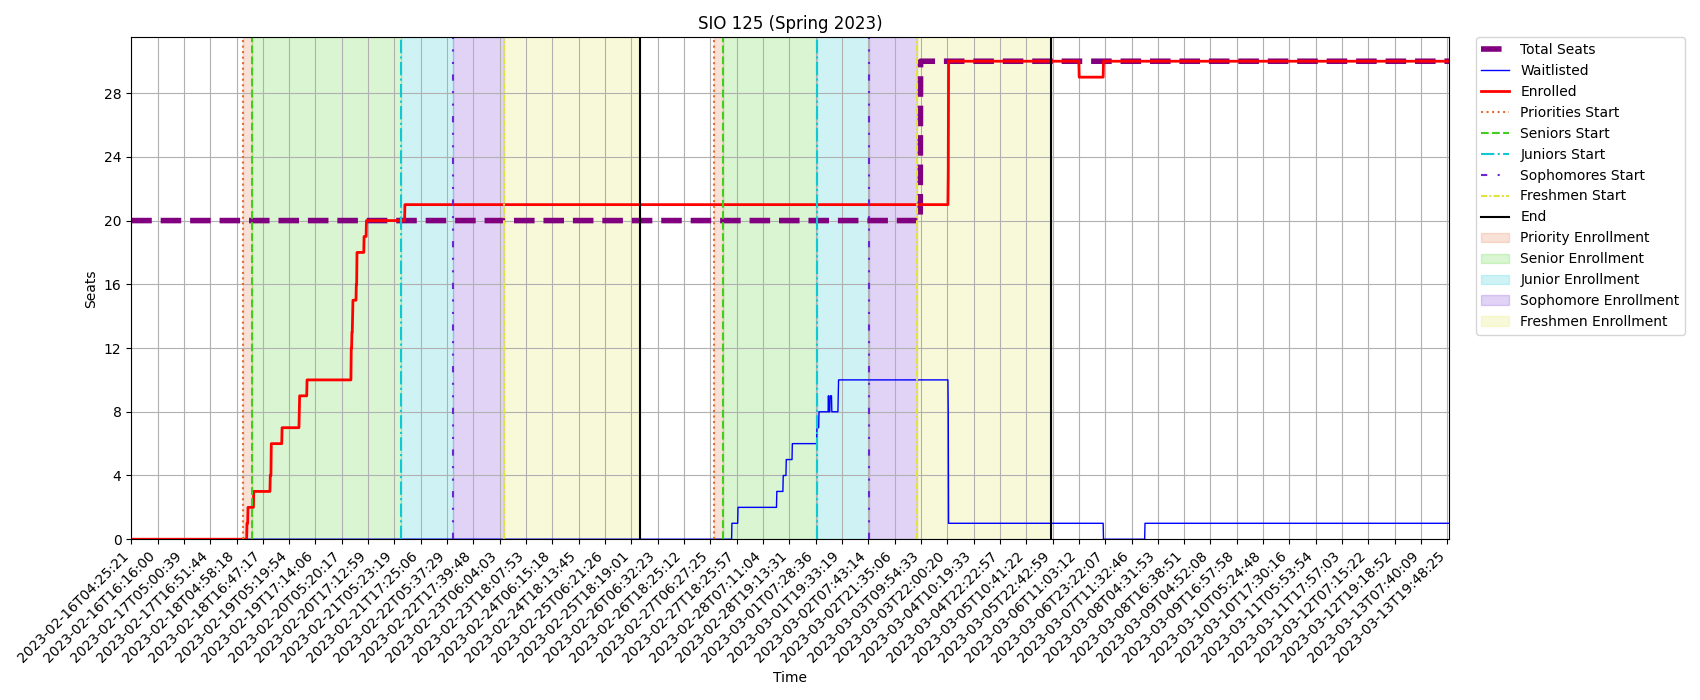 SIO 125 (Spring 2023)
Seats
28
24
20
16
12
8
4
0
2023-02-16T04:25:21
2023-02-16T16:16:00
2023-02-17T05:00:39
2023-02-17T16:51:44
2023-02-18T04:58:18
2023-02-18T16:47:17
2023-02-19T05:19:54
2023-02-19T17:14:06
2023-02-20T05:20:17
2023-02-20T17:12:59
2023-02-21T05:23:19
2023-02-21T17:25:06
2023-02-22T05:37:29
2023-02-22T17:39:48
2023-02-23T06:04:03
2023-02-23T18:07:53
2023-02-24T06:15:18
2023-02-24T18:13:45
2023-02-25T06:21:26
2023-02-25T18:19:01
2023-02-26T06:32:23
2023-02-26T18:25:12
2023-02-27T06:27:25
2023-02-27T18:25:57
2023-02-28T07:11:04
2023-02-28T19:13:31
2023-03-01T07:28:36
2023-03-01T19:33:19
2023-03-02T07:43:14
2023-03-02T21:35:06
2023-03-03T09:54:33
2023-03-03T22:00:20
2023-03-04T10:19:33
2023-03-04T22:22:57
2023-03-05T10:41:22
2023-03-05T22:42:59
2023-03-06T11:03:12
2023-03-06T23:22:07
2023-03-07T11:32:46
2023-03-08T04:31:53
2023-03-08T16:38:51
2023-03-09T04:52:08
2023-03-09T16:57:58
2023-03-10T05:24:48
2023-03-10T17:30:16
2023-03-11T05:53:54
2023-03-11T17:57:03
2023-03-12T07:15:22
2023-03-12T19:18:52
2023-03-13T07:40:09
2023-03-13T19:48:25
Time
Total Seats
Waitlisted
Enrolled
Priorities Start
Seniors Start
Juniors Start
Sophomores Start
Freshmen Start
End
Priority Enrollment
Senior Enrollment
Junior Enrollment
Sophomore Enrollment
Freshmen Enrollment